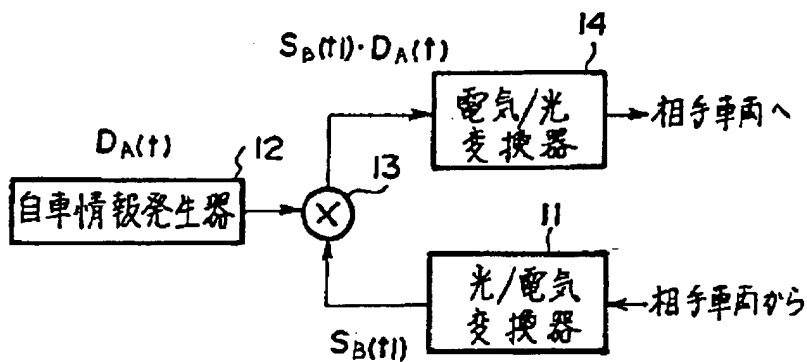 S_B(t1)・D_A(t)
14
電気/光
変換器
相手車両へ
D_A(t)
12
自車情報発生器
13
×
11
光/電気
変換器
相手車両から
S_B(t1)